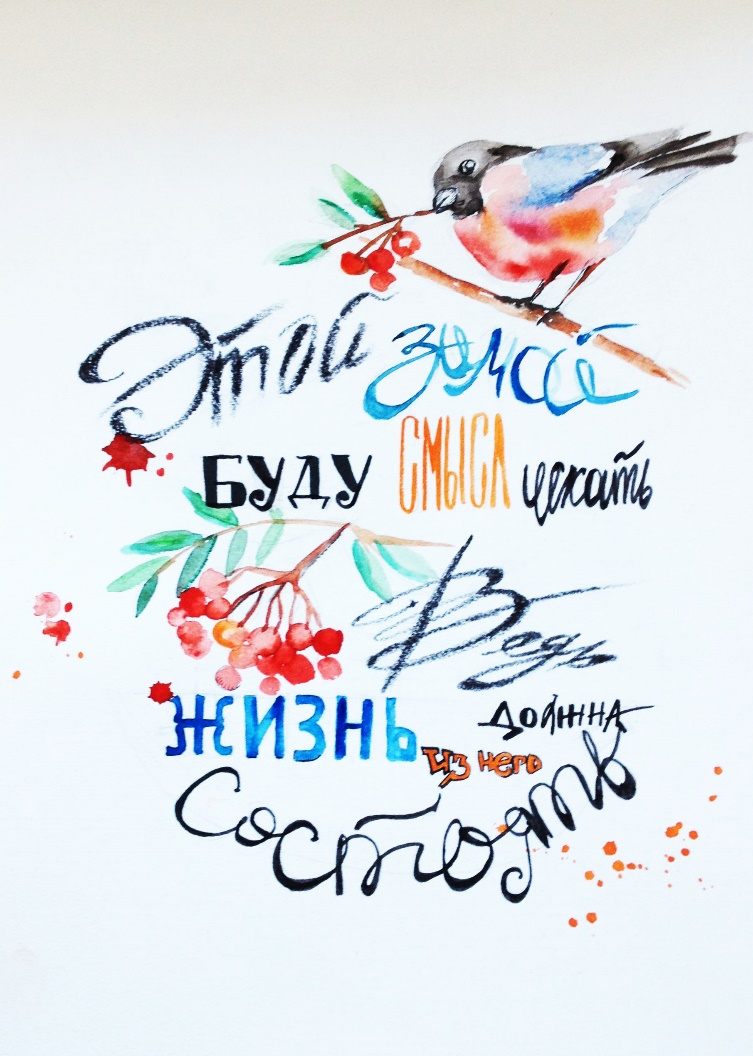 Этой зимой
БУДУ СМЫСЛ искать
Ведь
ЖИЗНЬ ДОЛЖНА
из него
Состоять